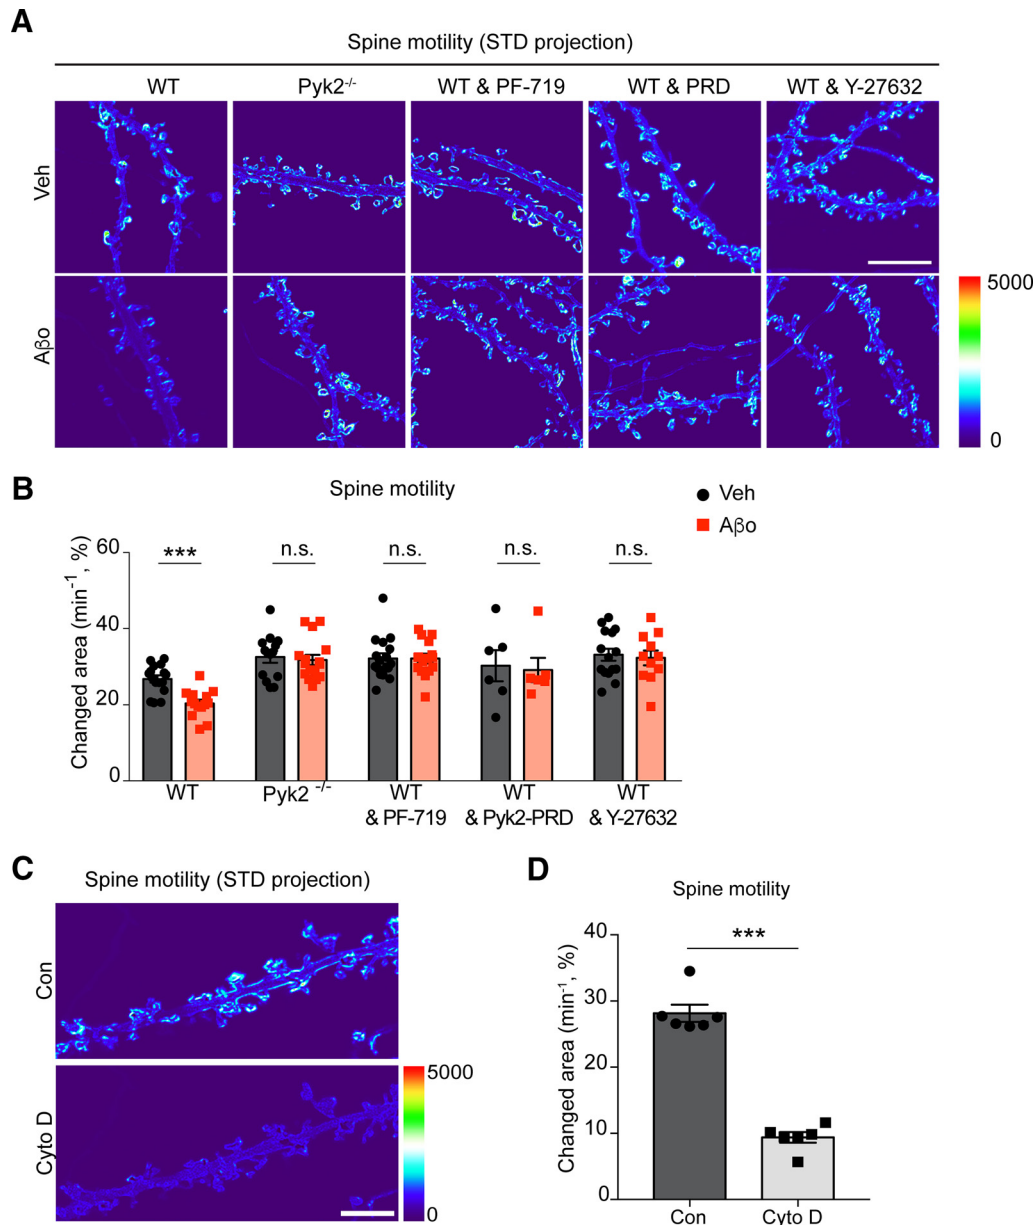 A
Spine motility (STD projection)
WT Pyk2-/- WT & PF-719 WT & PRD WT & Y-27632
Veh
Aβo
5000
0
B
Spine motility
Veh
Aβo
Changed area (min-1, %)
60
40
20
0
*** n.s. n.s. n.s. n.s.
WT Pyk2 -/- WT WT WT
& PF-719 & Pyk2-PRD & Y-27632
C
Spine motility (STD projection)
Con
Cyto D
5000
0
D
Spine motility
Changed area (min-1, %)
40
30
20
10
0
***
Con Cyto D